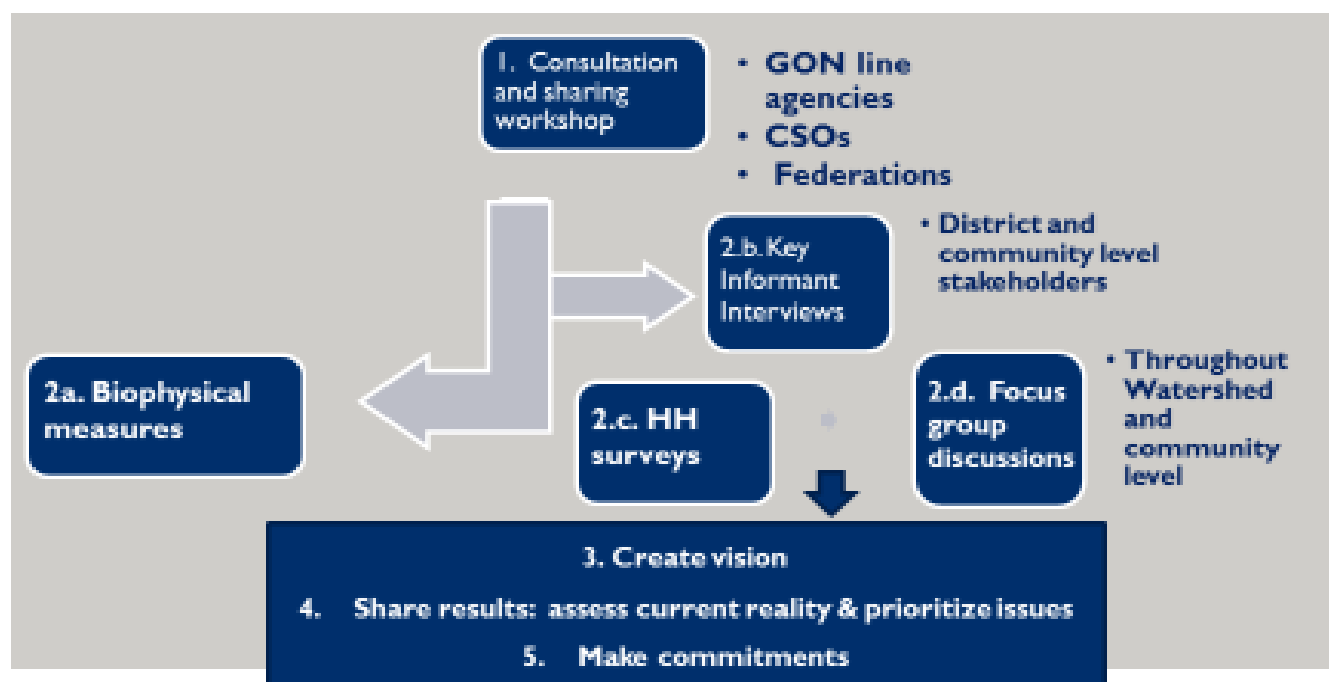 1. Consultation
and sharing
workshop
• GON line
agencies
• CSOs
• Federations
2.b. Key
Informant
Interviews
• District and
community level
stakeholders
2a. Biophysical
measures
2.c. HH
surveys
2.d. Focus
group
discussions
• Throughout
Watershed
and
community
level
3. Create vision
4. Share results: assess current reality & prioritize issues
5. Make commitments